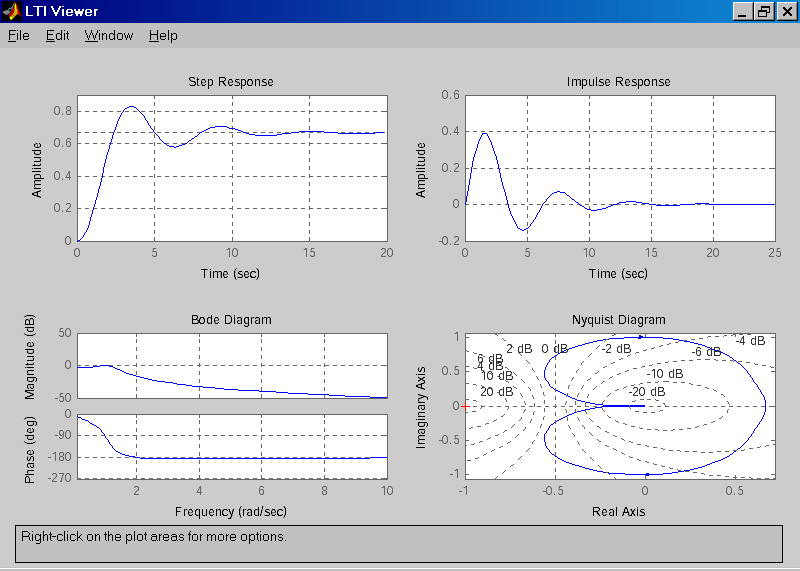 LTI Viewer
File Edit Window Help
Step Response
Amplitude
0.8
0.6
0.4
0.2
0
0 5 10 15 20
Time (sec)
Impulse Response
Amplitude
0.6
0.4
0.2
0
-0.2
0 5 10 15 20 25
Time (sec)
Bode Diagram
Magnitude (dB)
50
0
-50
Phase (deg)
0
-90
-180
-270
2 4 6 8 10
Frequency (rad/sec)
Nyquist Diagram
Imaginary Axis
1
0.5
0
-0.5
-1
2 dB 0 dB -2 dB -4 dB
6 dB -6 dB
4 dB
10 dB -10 dB
20 dB -20 dB
-1 -0.5 0 0.5
Real Axis
Right-click on the plot areas for more options.